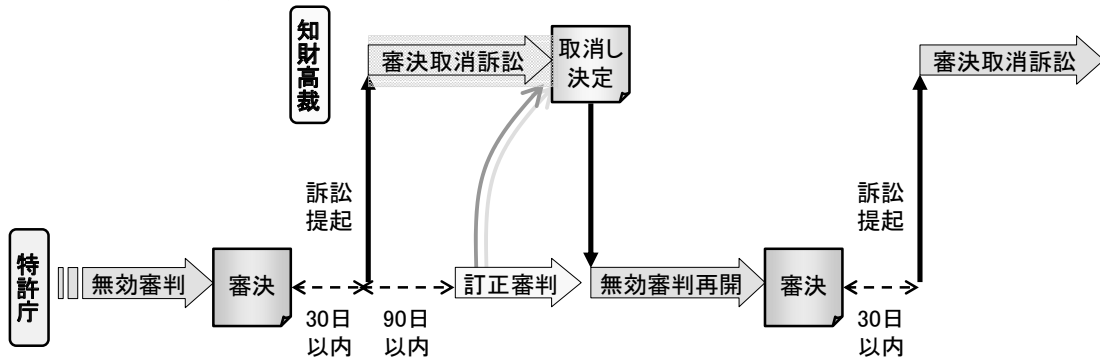 知財高裁
審決取消訴訟
取消し
決定
審決取消訴訟
訴訟
提起
訴訟
提起
特許庁
無効審判
審決
訂正審判
無効審判再開
審決
30日
以内
90日
以内
30日
以内